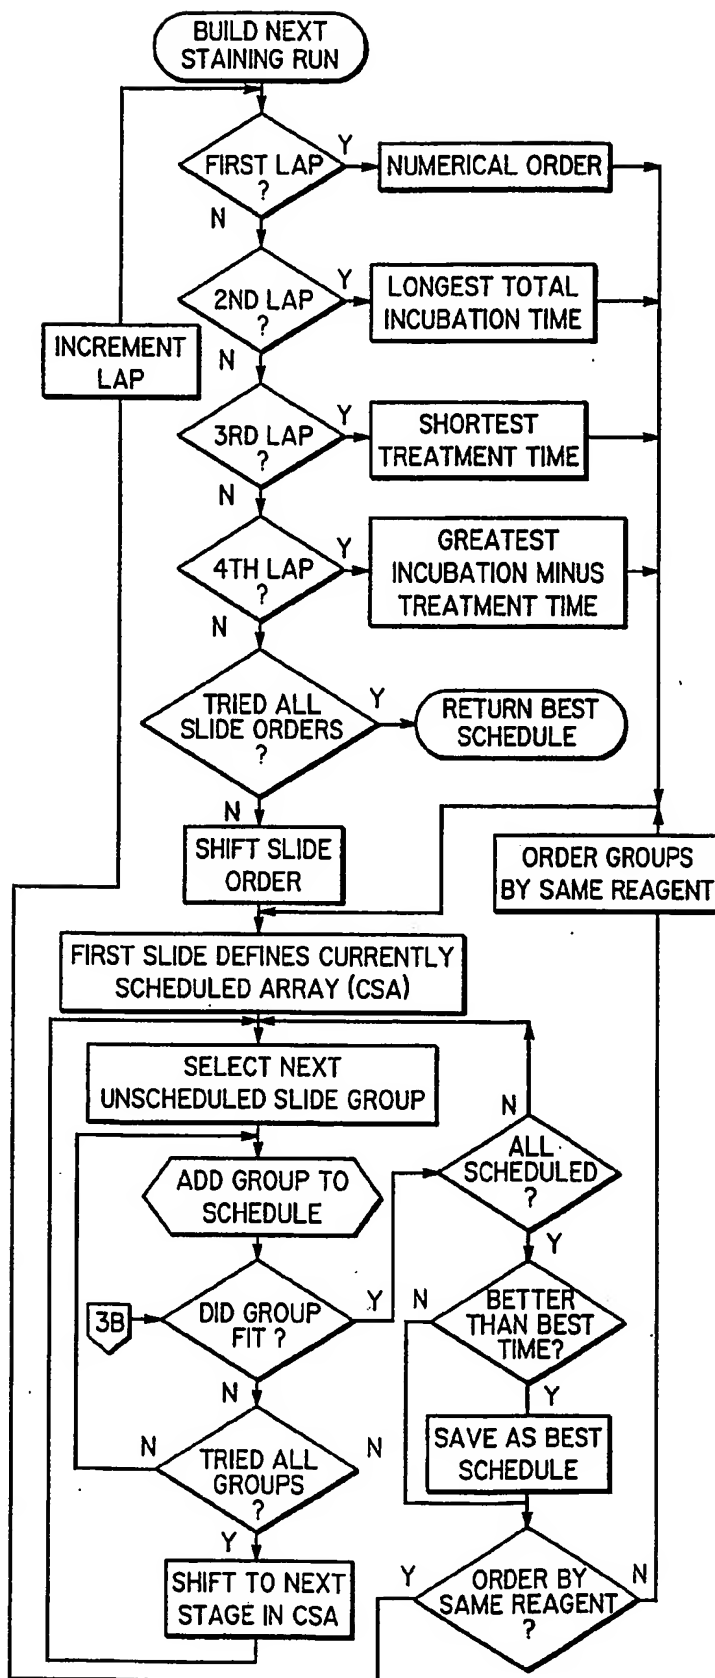 BUILD NEXT
STAINING RUN
FIRST LAP
?
Y
NUMERICAL ORDER
N
2ND LAP
?
Y
LONGEST TOTAL
INCUBATION TIME
INCREMENT
LAP
N
3RD LAP
?
Y
SHORTEST
TREATMENT TIME
N
4TH LAP
?
Y
GREATEST
INCUBATION MINUS
TREATMENT TIME
N
TRIED ALL
SLIDE ORDERS
?
Y
RETURN BEST
SCHEDULE
N
SHIFT SLIDE
ORDER
ORDER GROUPS
BY SAME REAGENT
FIRST SLIDE DEFINES CURRENTLY
SCHEDULED ARRAY (CSA)
SELECT NEXT
UNSCHEDULED SLIDE GROUP
ADD GROUP TO
SCHEDULE
3B
DID GROUP
FIT ?
Y
N
TRIED ALL
GROUPS
?
N
N
Y
SHIFT TO NEXT
STAGE IN CSA
N
ALL
SCHEDULED
?
Y
N
BETTER
THAN BEST
TIME?
Y
SAVE AS BEST
SCHEDULE
Y
ORDER BY
SAME REAGENT
?
N